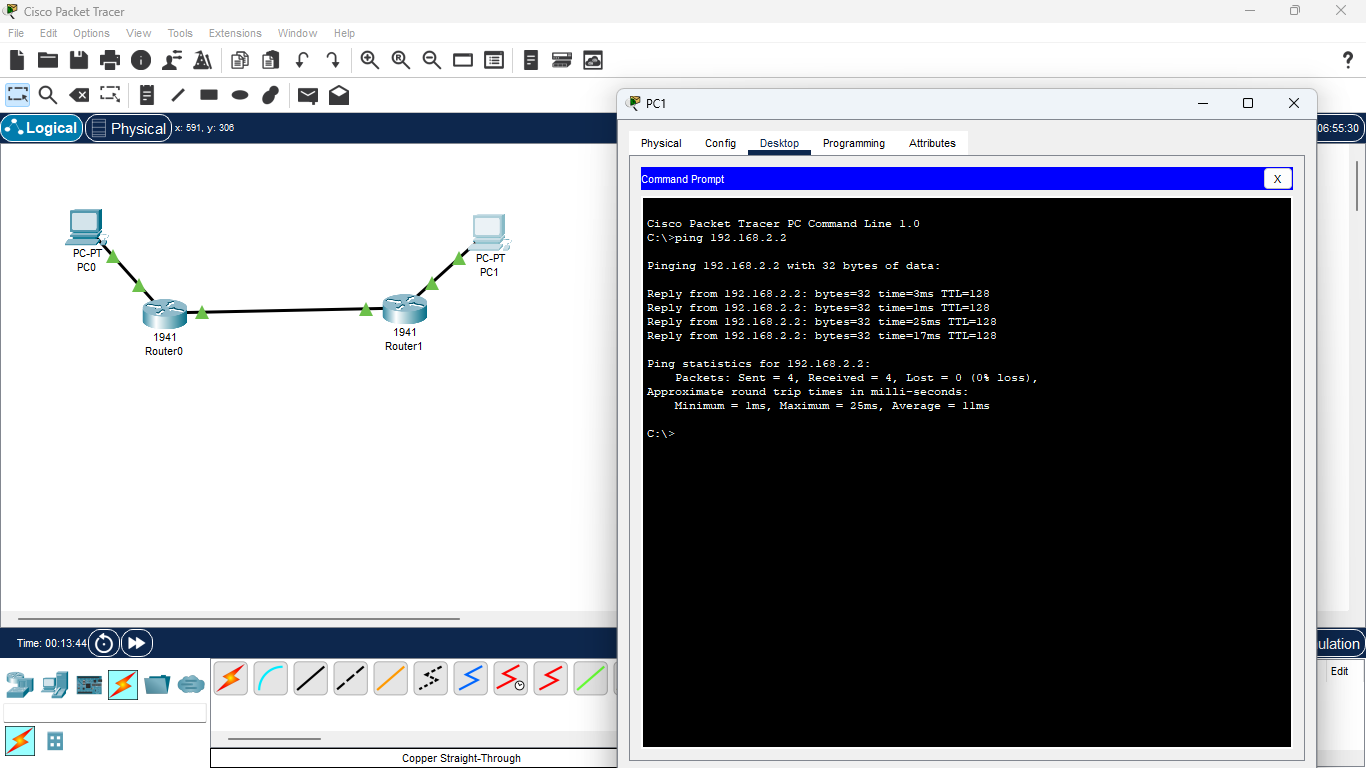 Cisco Packet Tracer
File Edit Options View Tools Extensions Window Help
?
Logical Physical x: 591, y: 306
06:55:30
PC-PT
PC0
PC-PT
PC1
1941
Router0
1941
Router1
Time: 00:13:44
ulation
Edit
Copper Straight-Through
PC1
Physical Config Desktop Programming Attributes
Command Prompt
X
Cisco Packet Tracer PC Command Line 1.0
C:\>ping 192.168.2.2
Pinging 192.168.2.2 with 32 bytes of data:
Reply from 192.168.2.2: bytes=32 time=3ms TTL=128
Reply from 192.168.2.2: bytes=32 time=1ms TTL=128
Reply from 192.168.2.2: bytes=32 time=25ms TTL=128
Reply from 192.168.2.2: bytes=32 time=17ms TTL=128
Ping statistics for 192.168.2.2:
Packets: Sent = 4, Received = 4, Lost = 0 (0% loss),
Approximate round trip times in milli-seconds:
Minimum = 1ms, Maximum = 25ms, Average = 11ms
C:\>